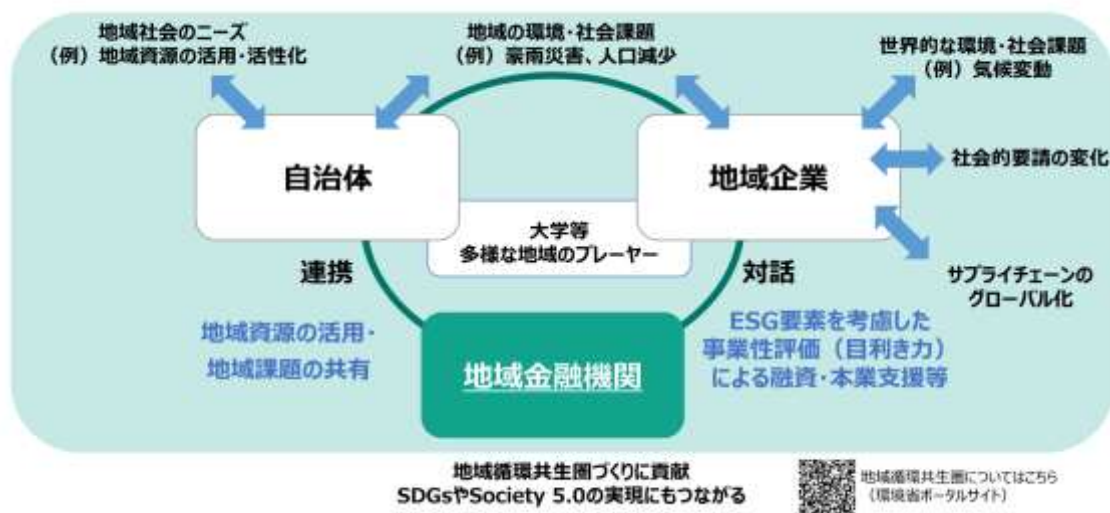 地域社会のニーズ
（例）地域資源の活用・活性化
地域の環境・社会課題
（例）豪雨災害、人口減少
世界的な環境・社会課題
（例）気候変動
自治体
地域企業
社会的要請の変化
大学等
多様な地域のプレーヤー
連携
対話
サプライチェーンの
グローバル化
地域資源の活用・
地域課題の共有
ESG要素を考慮した
事業性評価（目利き力）
による融資・本業支援等
地域金融機関
地域循環共生圏づくりに貢献
SDGsやSociety 5.0の実現にもつながる
地域循環共生圏についてはこちら
（環境省ポータルサイト）